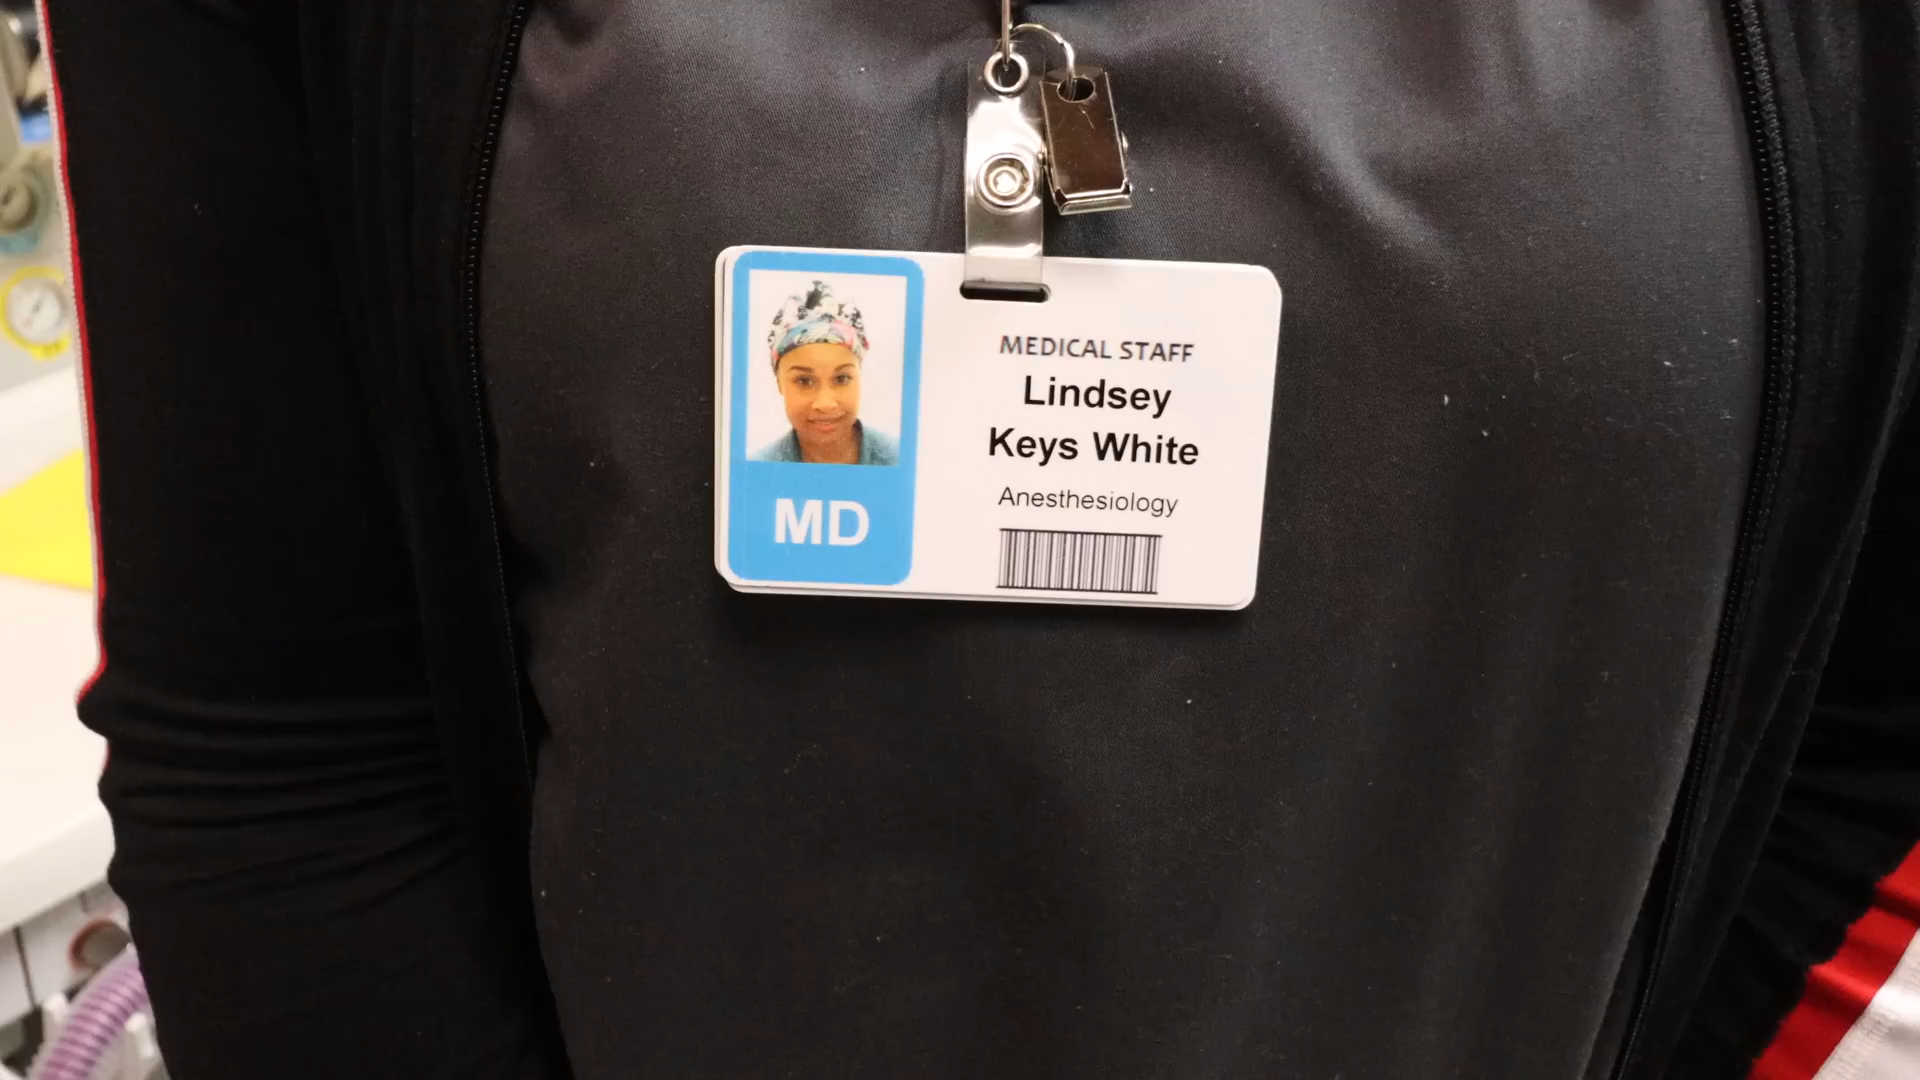 MEDICAL STAFF
Lindsey
Keys White
Anesthesiology
MD